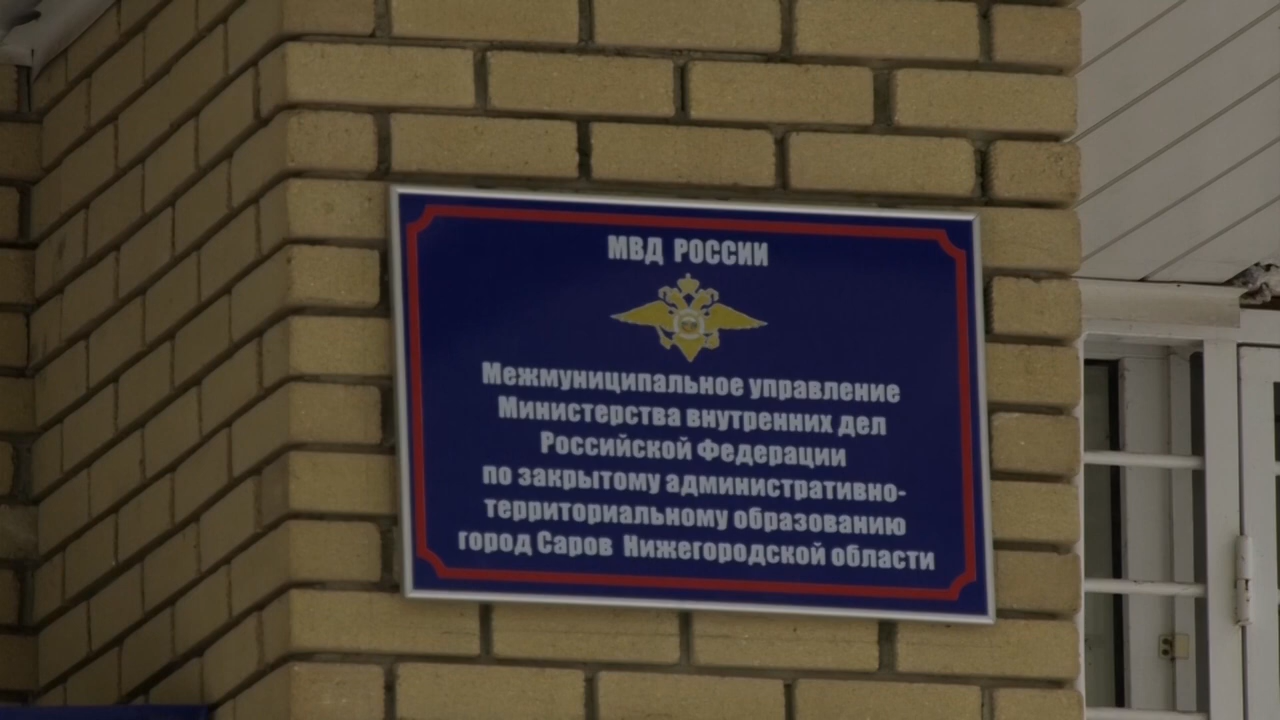 МВД РОССИИ
Межмуниципальное управление
Министерства внутренних дел
Российской Федерации
по закрытому административно-
территориальному образованию
город Саров Нижегородской области